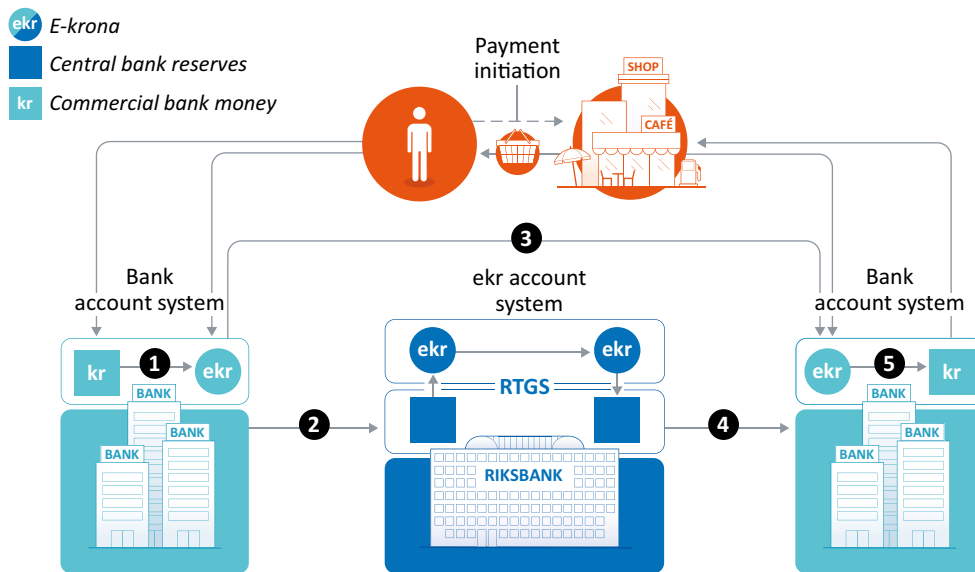 ekr E-krona
Central bank reserves
kr Commercial bank money
Payment
initiation
SHOP
CAFÉ
3
Bank
account system
ekr account
system
Bank
account system
kr 1 ekr
ekr ekr
ekr 5 kr
RTGS
BANK
BANK
BANK
2
RIKSBANK
4
BANK
BANK
BANK